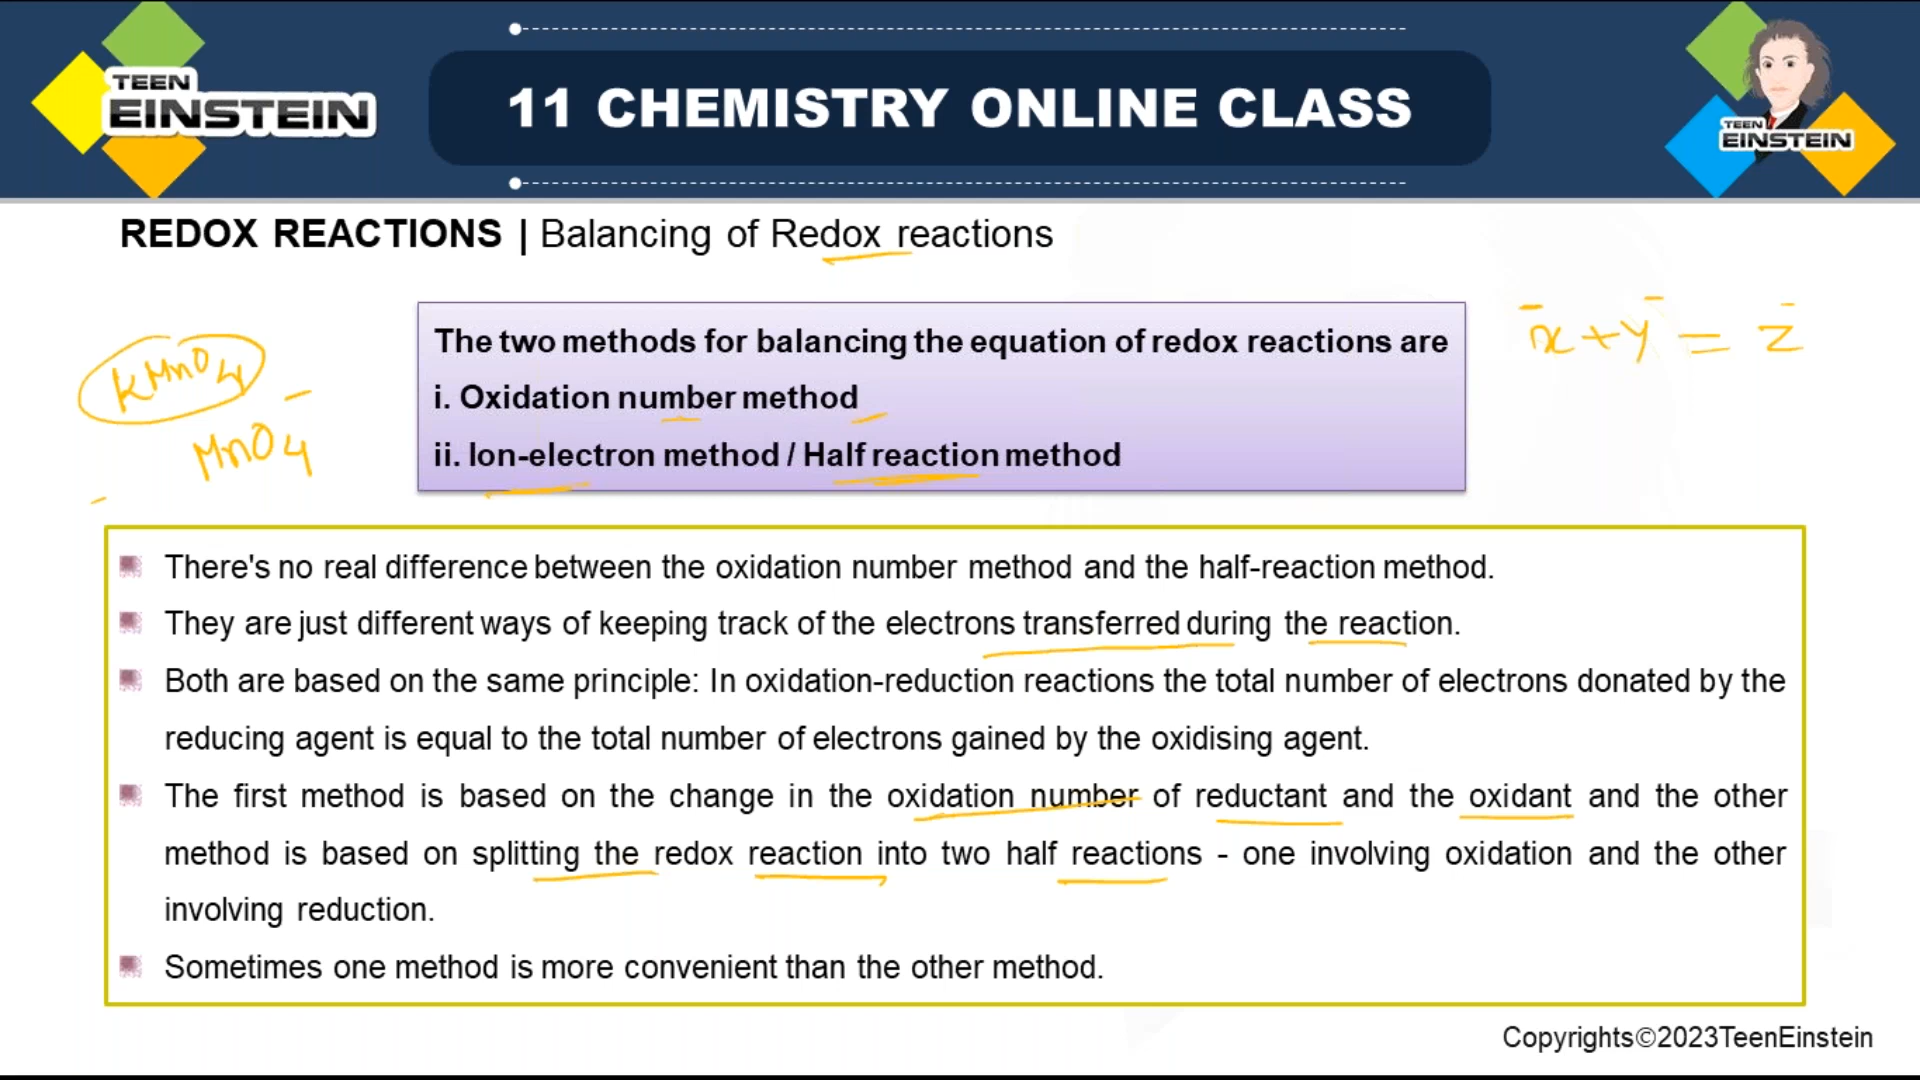 TEEN
EINSTEIN
11 CHEMISTRY ONLINE CLASS
TEEN
EINSTEIN
REDOX REACTIONS | Balancing of Redox reactions
The two methods for balancing the equation of redox reactions are
i. Oxidation number method
ii. Ion-electron method / Half reaction method
x̄ + ȳ = z̄
KMnO4
MnO4⁻
There's no real difference between the oxidation number method and the half-reaction method.
They are just different ways of keeping track of the electrons transferred during the reaction.
Both are based on the same principle: In oxidation-reduction reactions the total number of electrons donated by the
reducing agent is equal to the total number of electrons gained by the oxidising agent.
The first method is based on the change in the oxidation number of reductant and the oxidant and the other
method is based on splitting the redox reaction into two half reactions - one involving oxidation and the other
involving reduction.
Sometimes one method is more convenient than the other method.
Copyrights©2023TeenEinstein